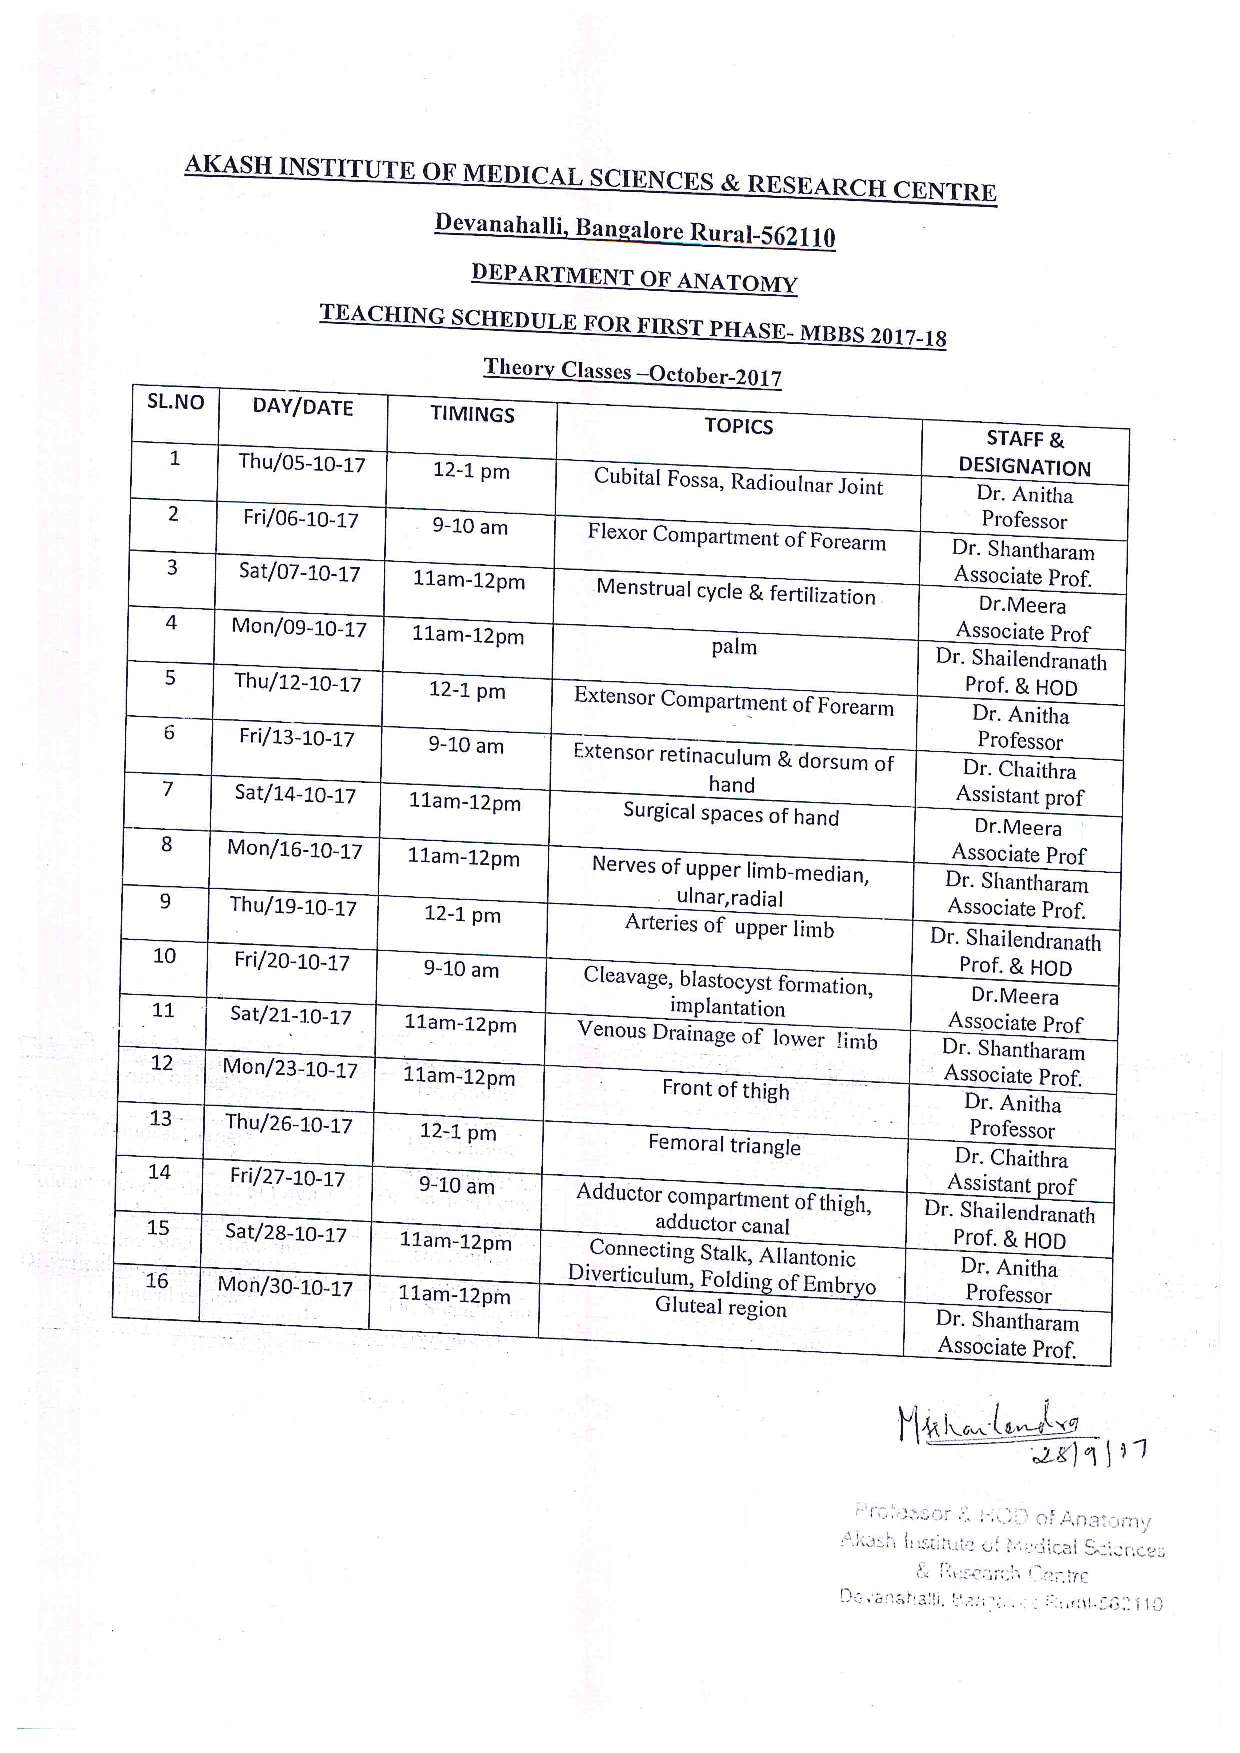 AKASH INSTITUTE OF MEDICAL SCIENCES & RESEARCH CENTRE
Devanahalli, Bangalore Rural-562110
DEPARTMENT OF ANATOMY
TEACHING SCHEDULE FOR FIRST PHASE- MBBS 2017-18
Theory Classes –October-2017
SL.NO DAY/DATE TIMINGS TOPICS STAFF & DESIGNATION
1 Thu/05-10-17 12-1 pm Cubital Fossa, Radioulnar Joint Dr. Anitha Professor
2 Fri/06-10-17 9-10 am Flexor Compartment of Forearm Dr. Shantharam Associate Prof.
3 Sat/07-10-17 11am-12pm Menstrual cycle & fertilization Dr.Meera Associate Prof
4 Mon/09-10-17 11am-12pm palm Dr. Shailendranath Prof. & HOD
5 Thu/12-10-17 12-1 pm Extensor Compartment of Forearm Dr. Anitha Professor
6 Fri/13-10-17 9-10 am Extensor retinaculum & dorsum of hand Dr. Chaithra Assistant prof
7 Sat/14-10-17 11am-12pm Surgical spaces of hand Dr.Meera Associate Prof
8 Mon/16-10-17 11am-12pm Nerves of upper limb-median, ulnar,radial Dr. Shantharam Associate Prof.
9 Thu/19-10-17 12-1 pm Arteries of upper limb Dr. Shailendranath Prof. & HOD
10 Fri/20-10-17 9-10 am Cleavage, blastocyst formation, implantation Dr.Meera Associate Prof
11 Sat/21-10-17 11am-12pm Venous Drainage of lower limb Dr. Shantharam Associate Prof.
12 Mon/23-10-17 11am-12pm Front of thigh Dr. Anitha Professor
13 Thu/26-10-17 12-1 pm Femoral triangle Dr. Chaithra Assistant prof
14 Fri/27-10-17 9-10 am Adductor compartment of thigh, adductor canal Dr. Shailendranath Prof. & HOD
15 Sat/28-10-17 11am-12pm Connecting Stalk, Allantonic Diverticulum, Folding of Embryo Dr. Anitha Professor
16 Mon/30-10-17 11am-12pm Gluteal region Dr. Shantharam Associate Prof.
28/9/17
Professor & HOD of Anatomy
Akash Institute of Medical Sciences
& Research Centre
Devanahalli, Rural-562110